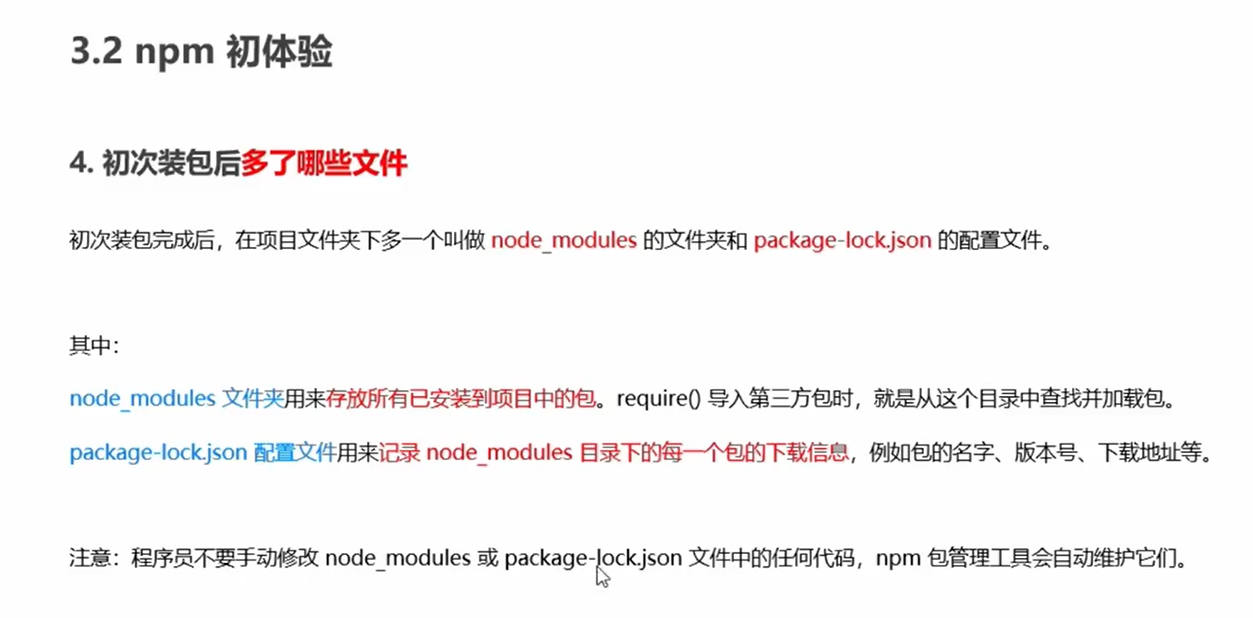 3.2 npm 初体验
4. 初次装包后多了哪些文件
初次装包完成后，在项目文件夹下多一个叫做 node_modules 的文件夹和 package-lock.json 的配置文件。
其中：
node_modules 文件夹用来存放所有已安装到项目中的包。require() 导入第三方包时，就是从这个目录中查找并加载包。
package-lock.json 配置文件用来记录 node_modules 目录下的每一个包的下载信息，例如包的名字、版本号、下载地址等。
注意：程序员不要手动修改 node_modules 或 package-lock.json 文件中的任何代码，npm 包管理工具会自动维护它们。